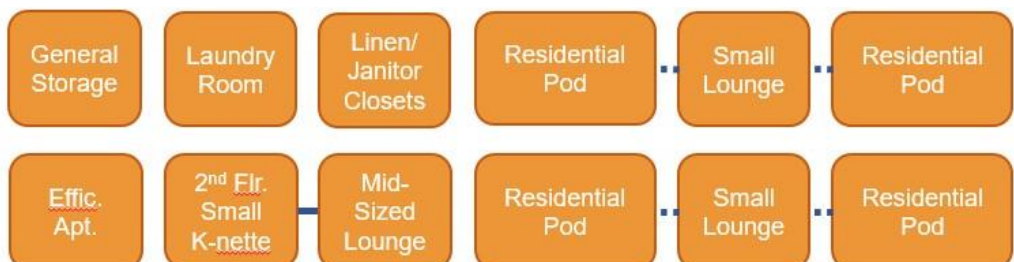 General
Storage
Laundry
Room
Linen/
Janitor
Closets
Residential
Pod
Small
Lounge
Residential
Pod
Effic.
Apt.
2nd Flr.
Small
K-nette
Mid-
Sized
Lounge
Residential
Pod
Small
Lounge
Residential
Pod